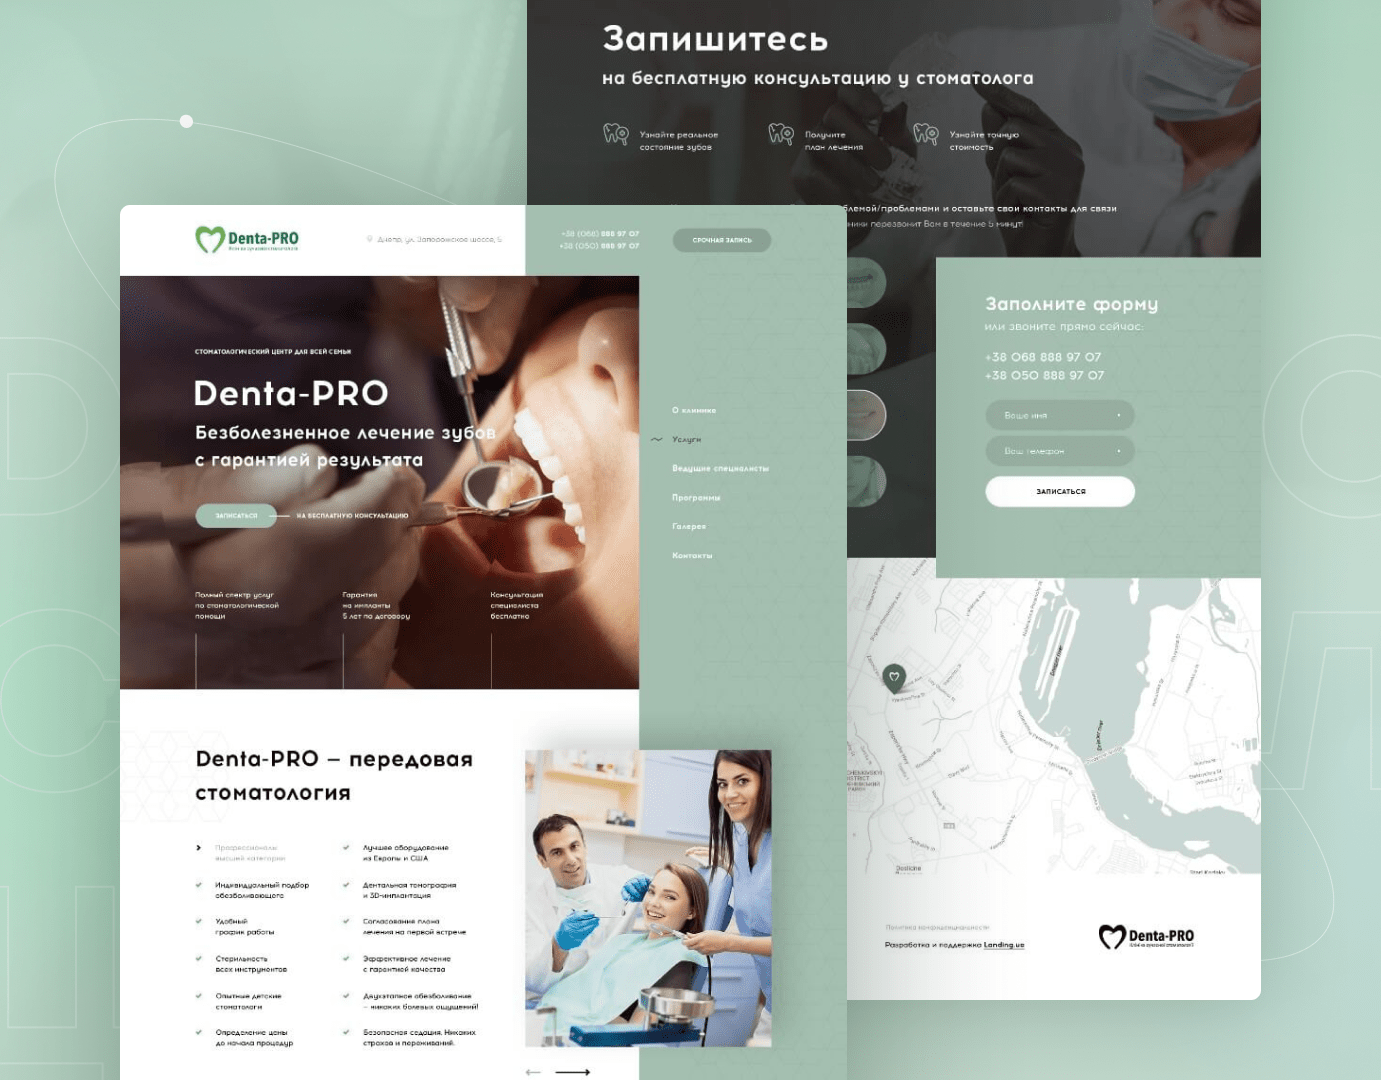 Запишитесь
на бесплатную консультацию у стоматолога
Узнайте реальное
состояние зубов
Получите
план лечения
Узнайте точную
стоимость
блемой/проблемами и оставьте свои контакты для связи
перезвонит Вам в течение 5 минут!
Denta-PRO
Днепр, ул. Запорожское шоссе, 5
+38 (068) 888 97 07
+38 (050) 888 97 07
СРОЧНАЯ ЗАПИСЬ
СТОМАТОЛОГИЧЕСКИЙ ЦЕНТР ДЛЯ ВСЕЙ СЕМЬИ
Denta-PRO
Безболезненное лечение зубов
с гарантией результата
ЗАПИСАТЬСЯ
НА БЕСПЛАТНУЮ КОНСУЛЬТАЦИЮ
Полный спектр услуг
по стоматологической
помощи
Гарантия
на импланты
5 лет по договору
Консультация
специалиста
бесплатно
О клинике
Услуги
Ведущие специалисты
Программы
Галерея
Контакты
Заполните форму
или звоните прямо сейчас:
+38 068 888 97 07
+38 050 888 97 07
Ваше имя
Ваш телефон
ЗАПИСАТЬСЯ
Denta-PRO – передовая
стоматология
Профессионалы
высшей категории
Индивидуальный подбор
обезболивающего
Удобный
график работы
Стерильность
всех инструментов
Опытные детские
стоматологи
Определение цены
до начала процедур
Лучшее оборудование
из Европы и США
Дентальная томография
и 3D-имплантация
Согласования плана
лечения на первой встрече
Эффективное лечение
с гарантией качества
Двухэтапное обезболивание
– никаких болевых ощущений!
Безопасная седация. Никаких
страхов и переживаний.
Политика конфиденциальности
Разработка и поддержка Landing.ua
Denta-PRO